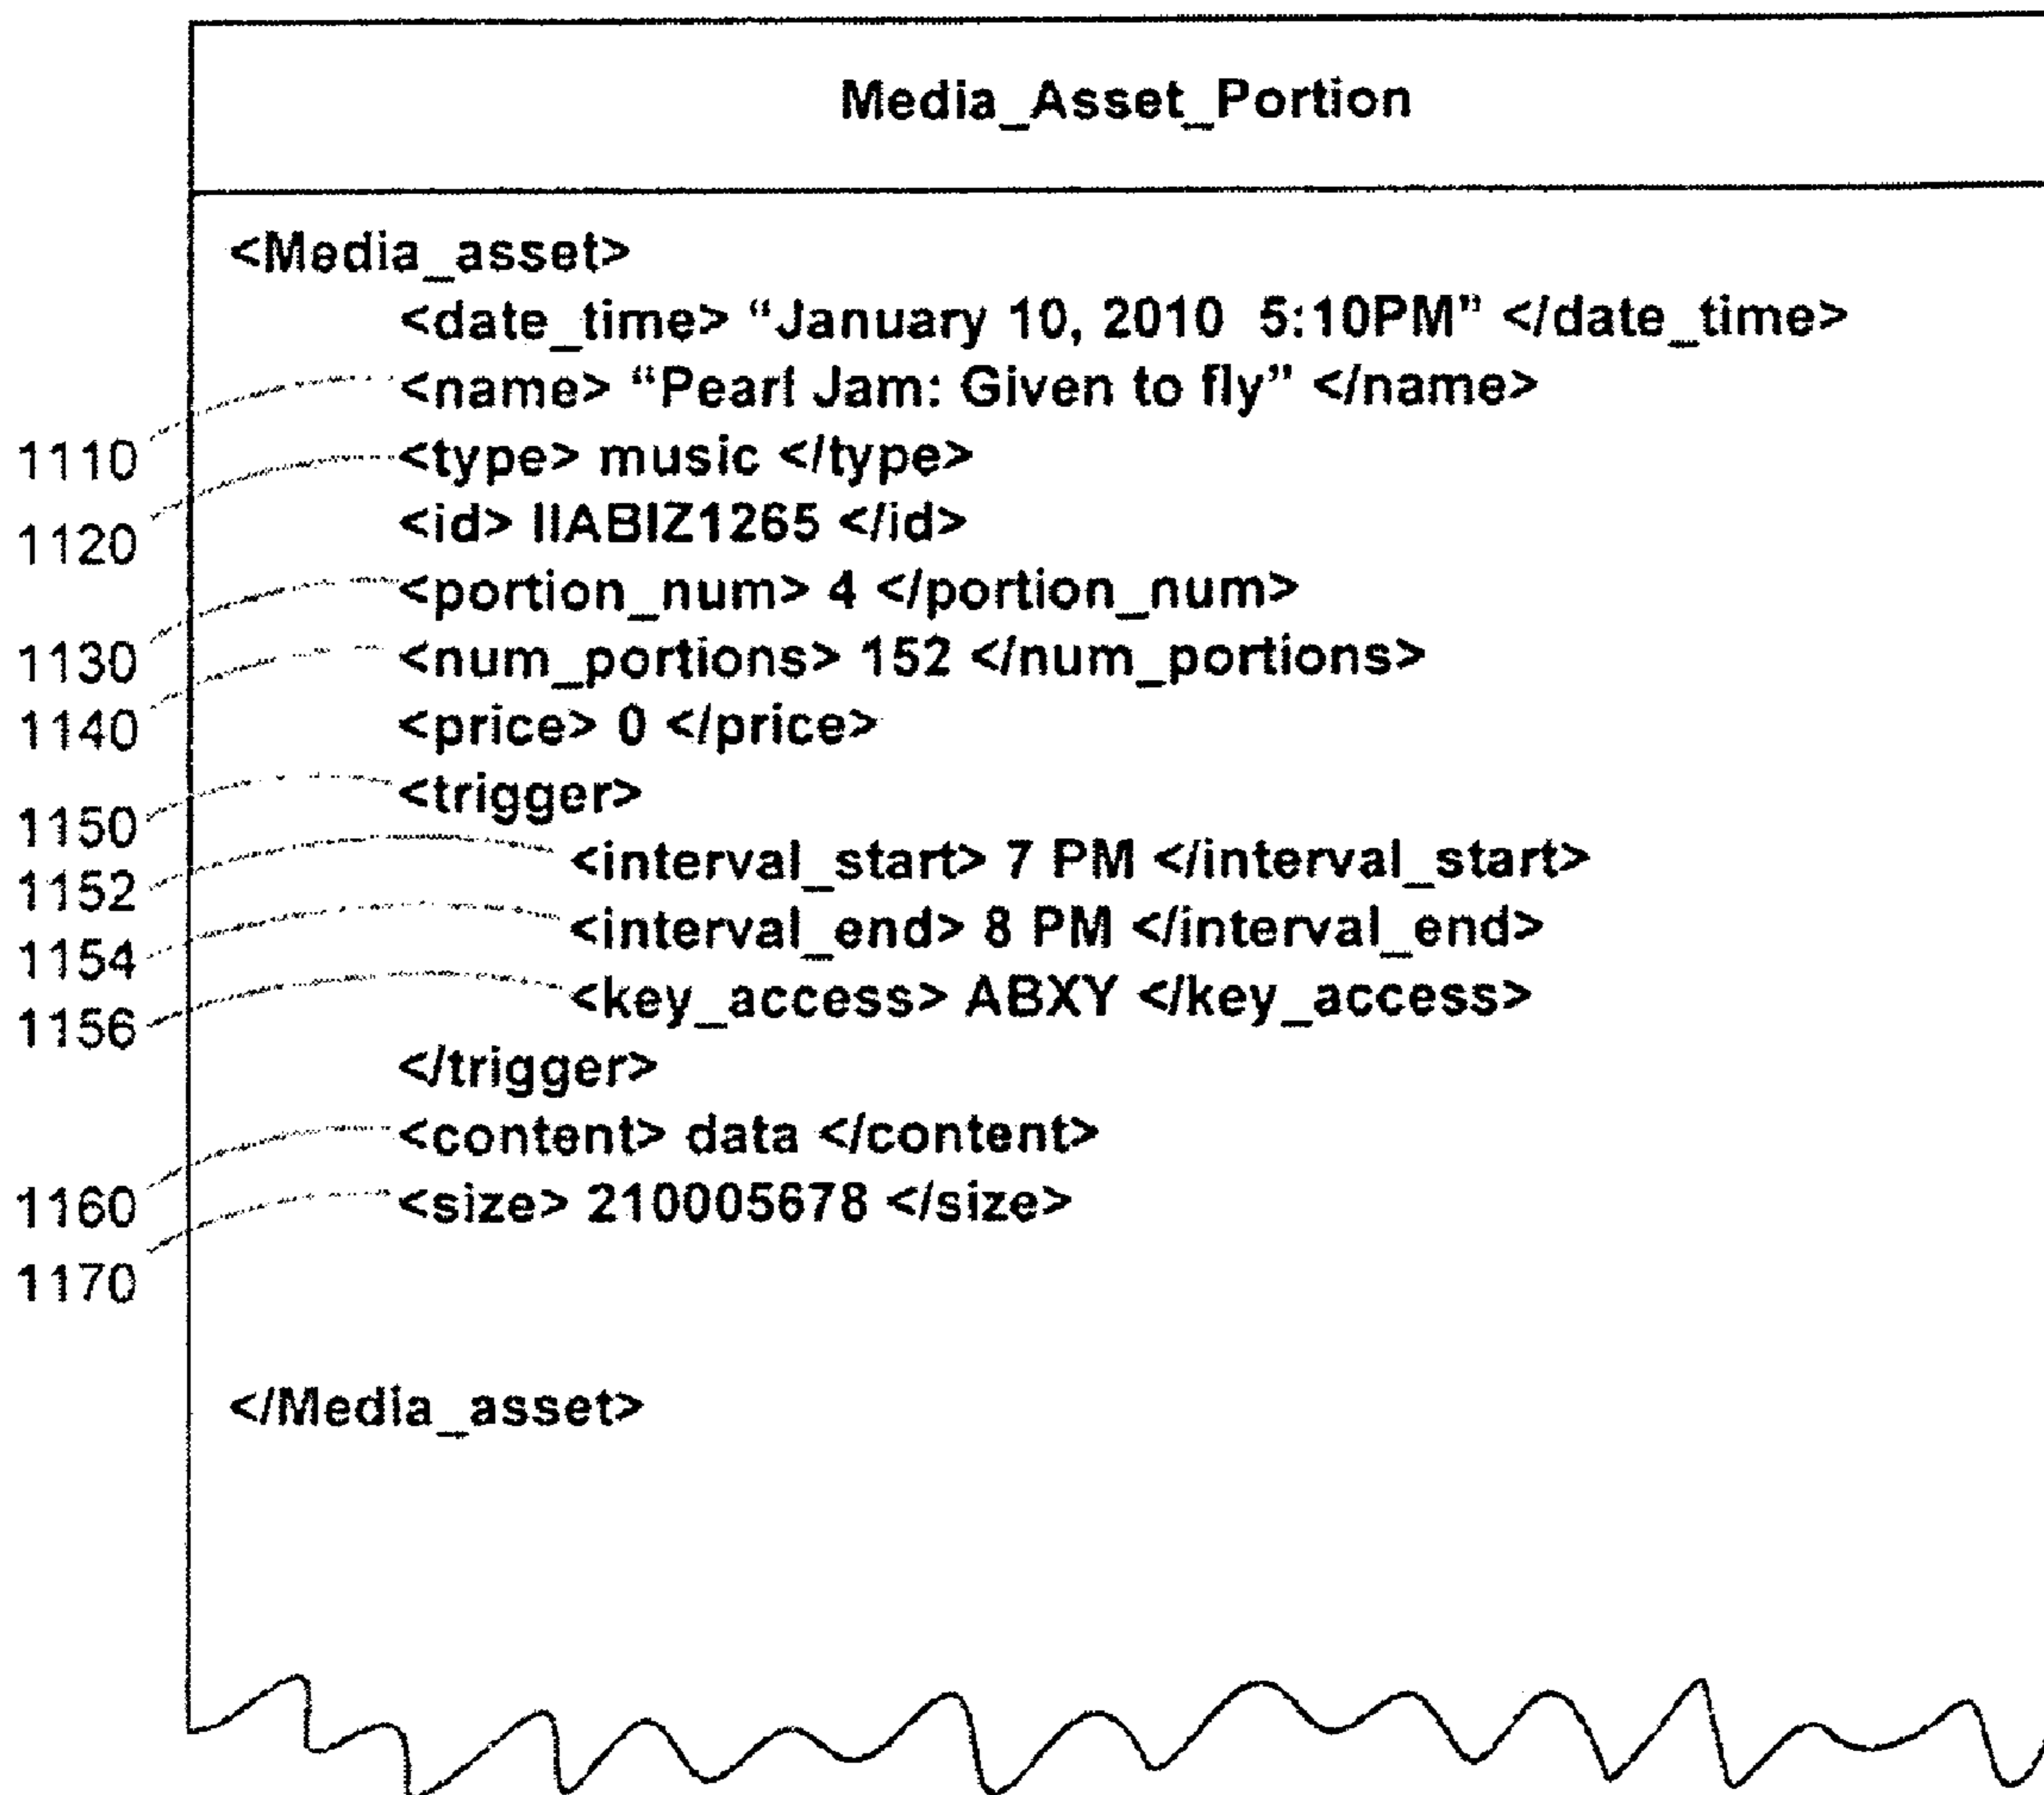 Media_Asset_Portion
<Media_asset>
<date_time> “January 10, 2010 5:10PM” </date_time>
<name> “Pearl Jam: Given to fly” </name>
1110
<type> music </type>
<id> IIABIZ1265 </id>
1120
<portion_num> 4 </portion_num>
1130
<num_portions> 152 </num_portions>
1140
<price> 0 </price>
<trigger>
1150
<interval_start> 7 PM </interval_start>
1152
<interval_end> 8 PM </interval_end>
1154
<key_access> ABXY </key_access>
1156
</trigger>
<content> data </content>
1160
<size> 210005678 </size>
1170
</Media_asset>